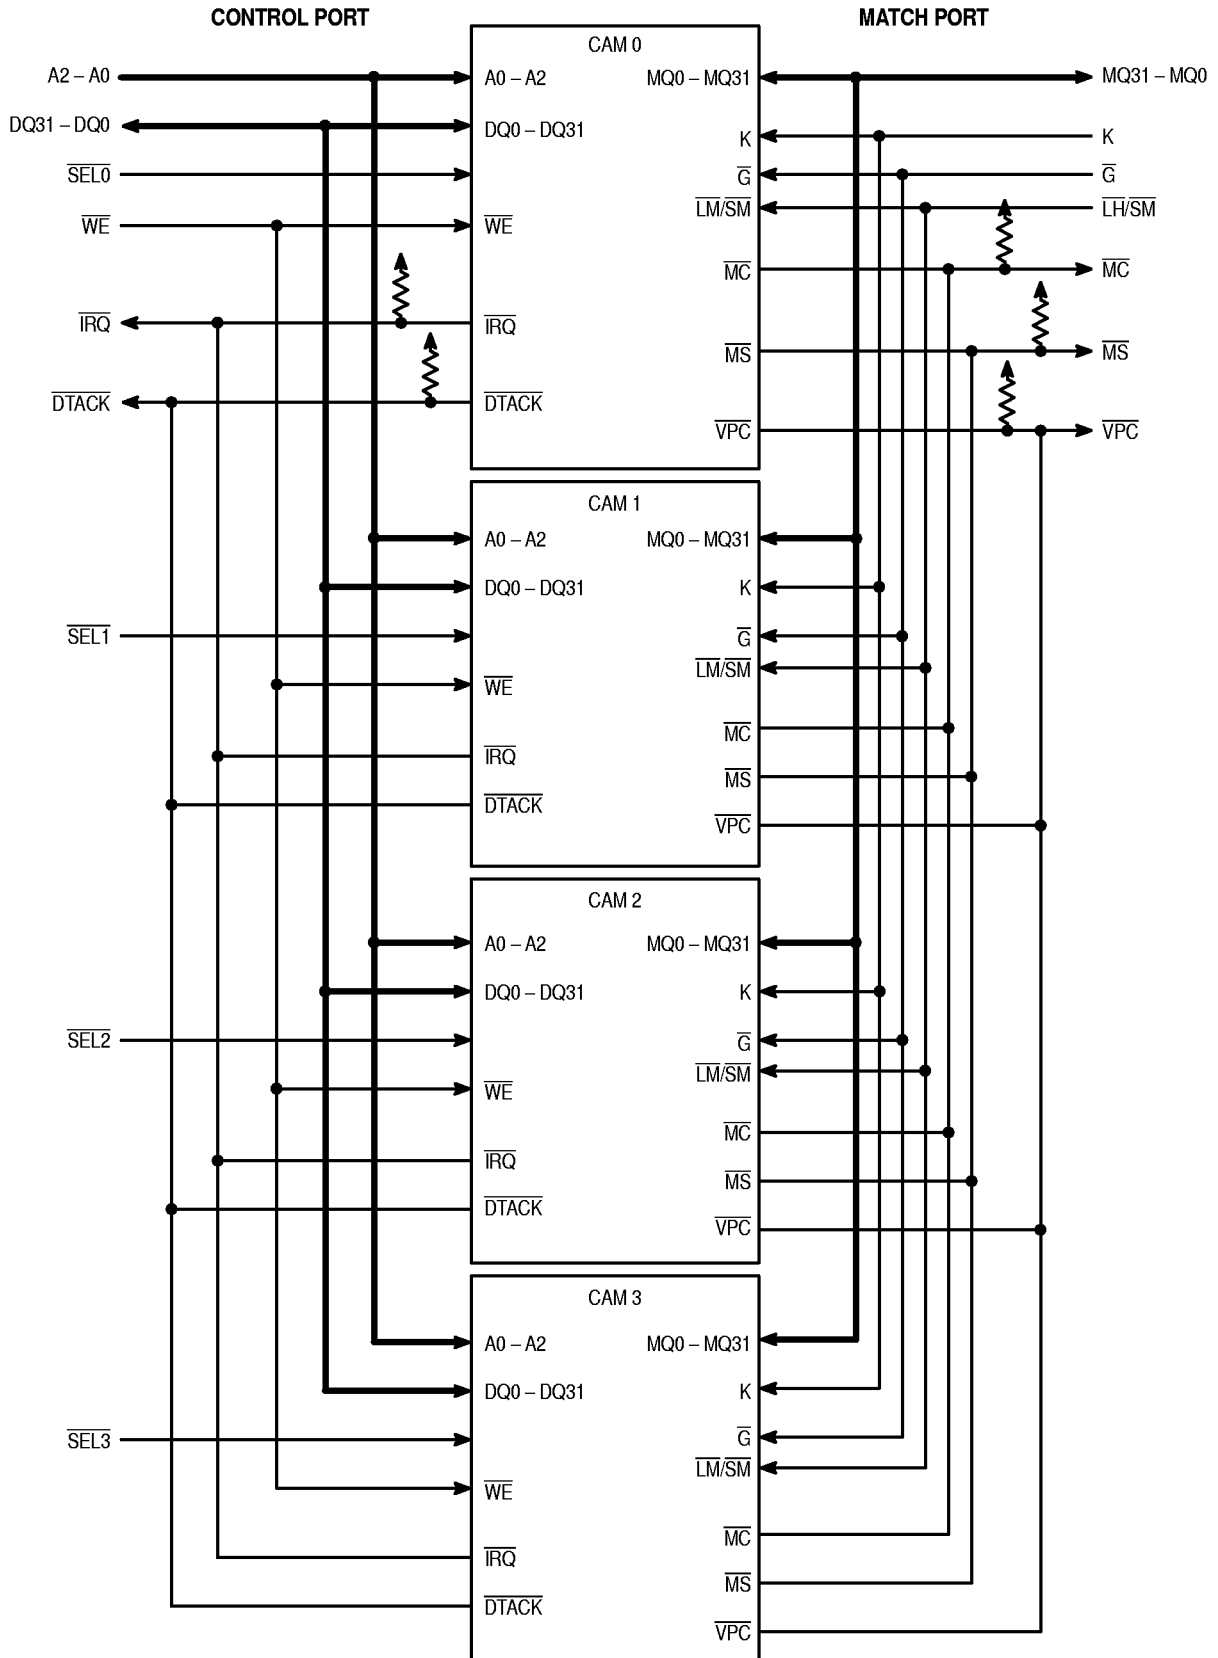 CONTROL PORT
MATCH PORT
A2 – A0
DQ31 – DQ0
SEL0
WE
IRQ
DTACK
CAM 0
A0 – A2
DQ0 – DQ31
WE
IRQ
DTACK
MQ0 – MQ31
K
G
LM/SM
MC
MS
VPC
MQ31 – MQ0
K
G
LH/SM
MC
MS
VPC
SEL1
CAM 1
A0 – A2
DQ0 – DQ31
WE
IRQ
DTACK
MQ0 – MQ31
K
G
LM/SM
MC
MS
VPC
SEL2
CAM 2
A0 – A2
DQ0 – DQ31
WE
IRQ
DTACK
MQ0 – MQ31
K
G
LM/SM
MC
MS
VPC
SEL3
CAM 3
A0 – A2
DQ0 – DQ31
WE
IRQ
DTACK
MQ0 – MQ31
K
G
LM/SM
MC
MS
VPC